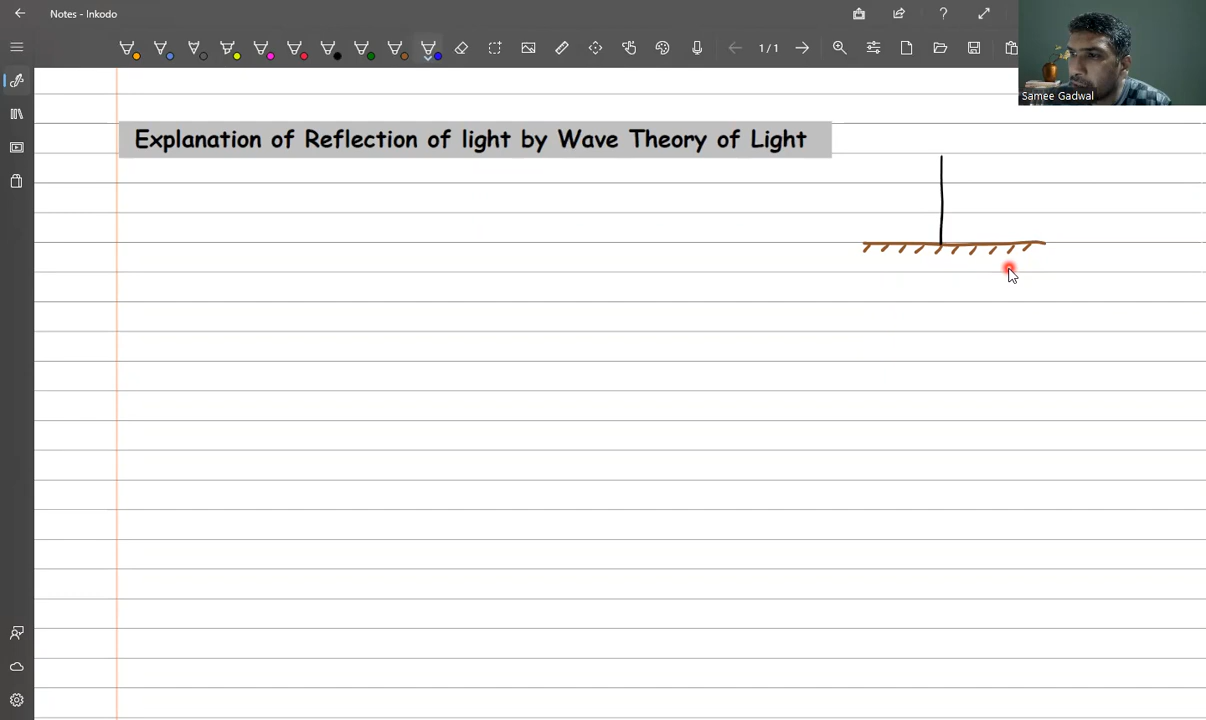 Notes - Inkodo
1/1
Samee Gadwal
Explanation of Reflection of light by Wave Theory of Light